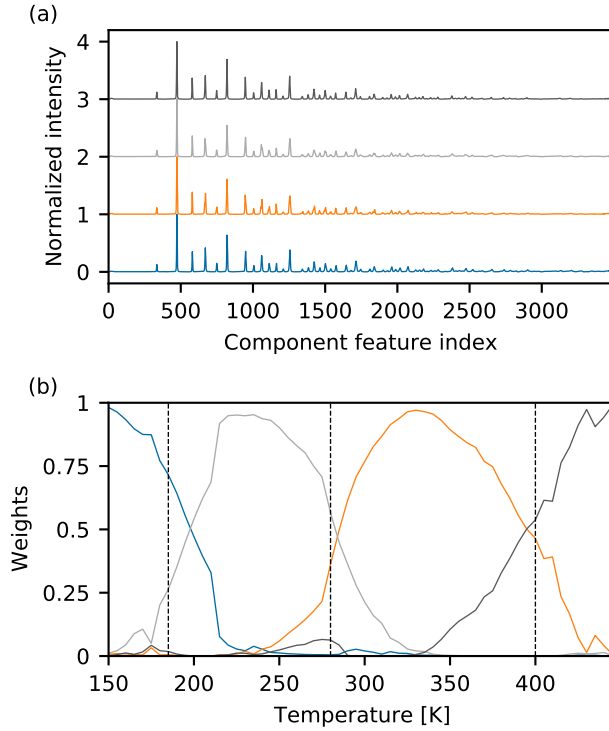 (a)
4
3
2
1
0
Normalized intensity
0 500 1000 1500 2000 2500 3000
Component feature index
(b)
1
0.75
0.5
0.25
0
Weights
150 200 250 300 350 400
Temperature [K]